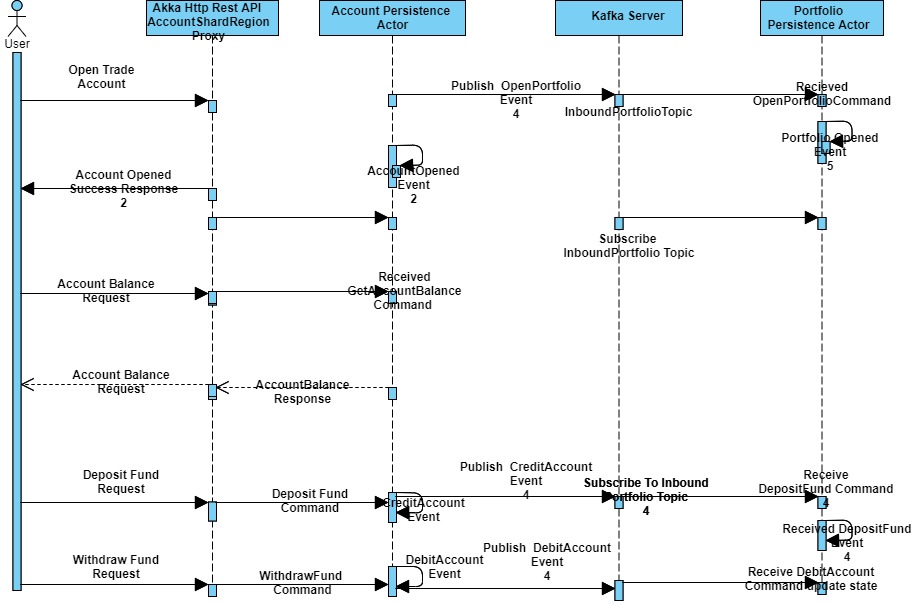 Akka Http Rest API
AccountShardRegion
Proxy
Account Persistence
Actor
Kafka Server
Portfolio
Persistence Actor
User
Open Trade
Account
Publish OpenPortfolio
Event
4
InboundPortfolioTopic
Recieved
OpenPortfolioCommand
Portfolio Opened
Event
5
AccountOpened
Event
2
Account Opened
Success Response
2
Subscribe
InboundPortfolio Topic
Account Balance
Request
Received
GetAccountBalance
Command
Account Balance
Request
AccountBalance
Response
Deposit Fund
Request
Deposit Fund
Command
CreditAccount
Event
Publish CreditAccount
Event
4
Subscribe To Inbound
Portfolio Topic
4
Receive
DepositFund Command
4
Received DepositFund
Event
4
Withdraw Fund
Request
WithdrawFund
Command
DebitAccount
Event
Publish DebitAccount
Event
4
Receive DebitAccount
Command update state